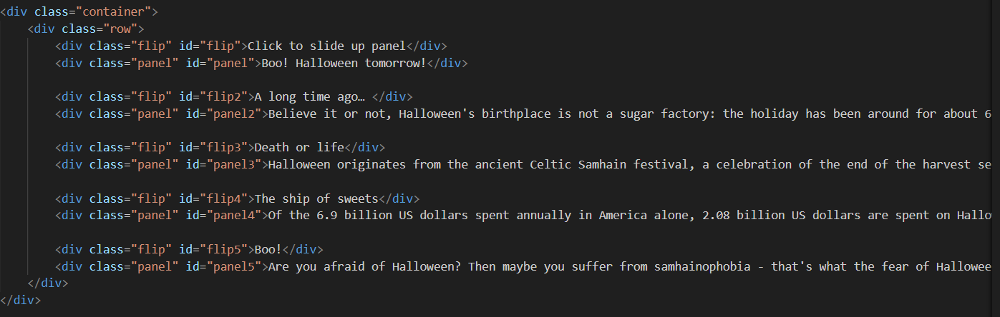 <div class="container">
<div class="row">
<div class="flip" id="flip">Click to slide up panel</div>
<div class="panel" id="panel">Boo! Halloween tomorrow!</div>
<div class="flip" id="flip2">A long time ago… </div>
<div class="panel" id="panel2">Believe it or not, Halloween's birthplace is not a sugar factory: the holiday has been around for about 6
<div class="flip" id="flip3">Death or life</div>
<div class="panel" id="panel3">Halloween originates from the ancient Celtic Samhain festival, a celebration of the end of the harvest se
<div class="flip" id="flip4">The ship of sweets</div>
<div class="panel" id="panel4">Of the 6.9 billion US dollars spent annually in America alone, 2.08 billion US dollars are spent on Hallo
<div class="flip" id="flip5">Boo!</div>
<div class="panel" id="panel5">Are you afraid of Halloween? Then maybe you suffer from samhainophobia - that's what the fear of Hallowee
</div>
</div>